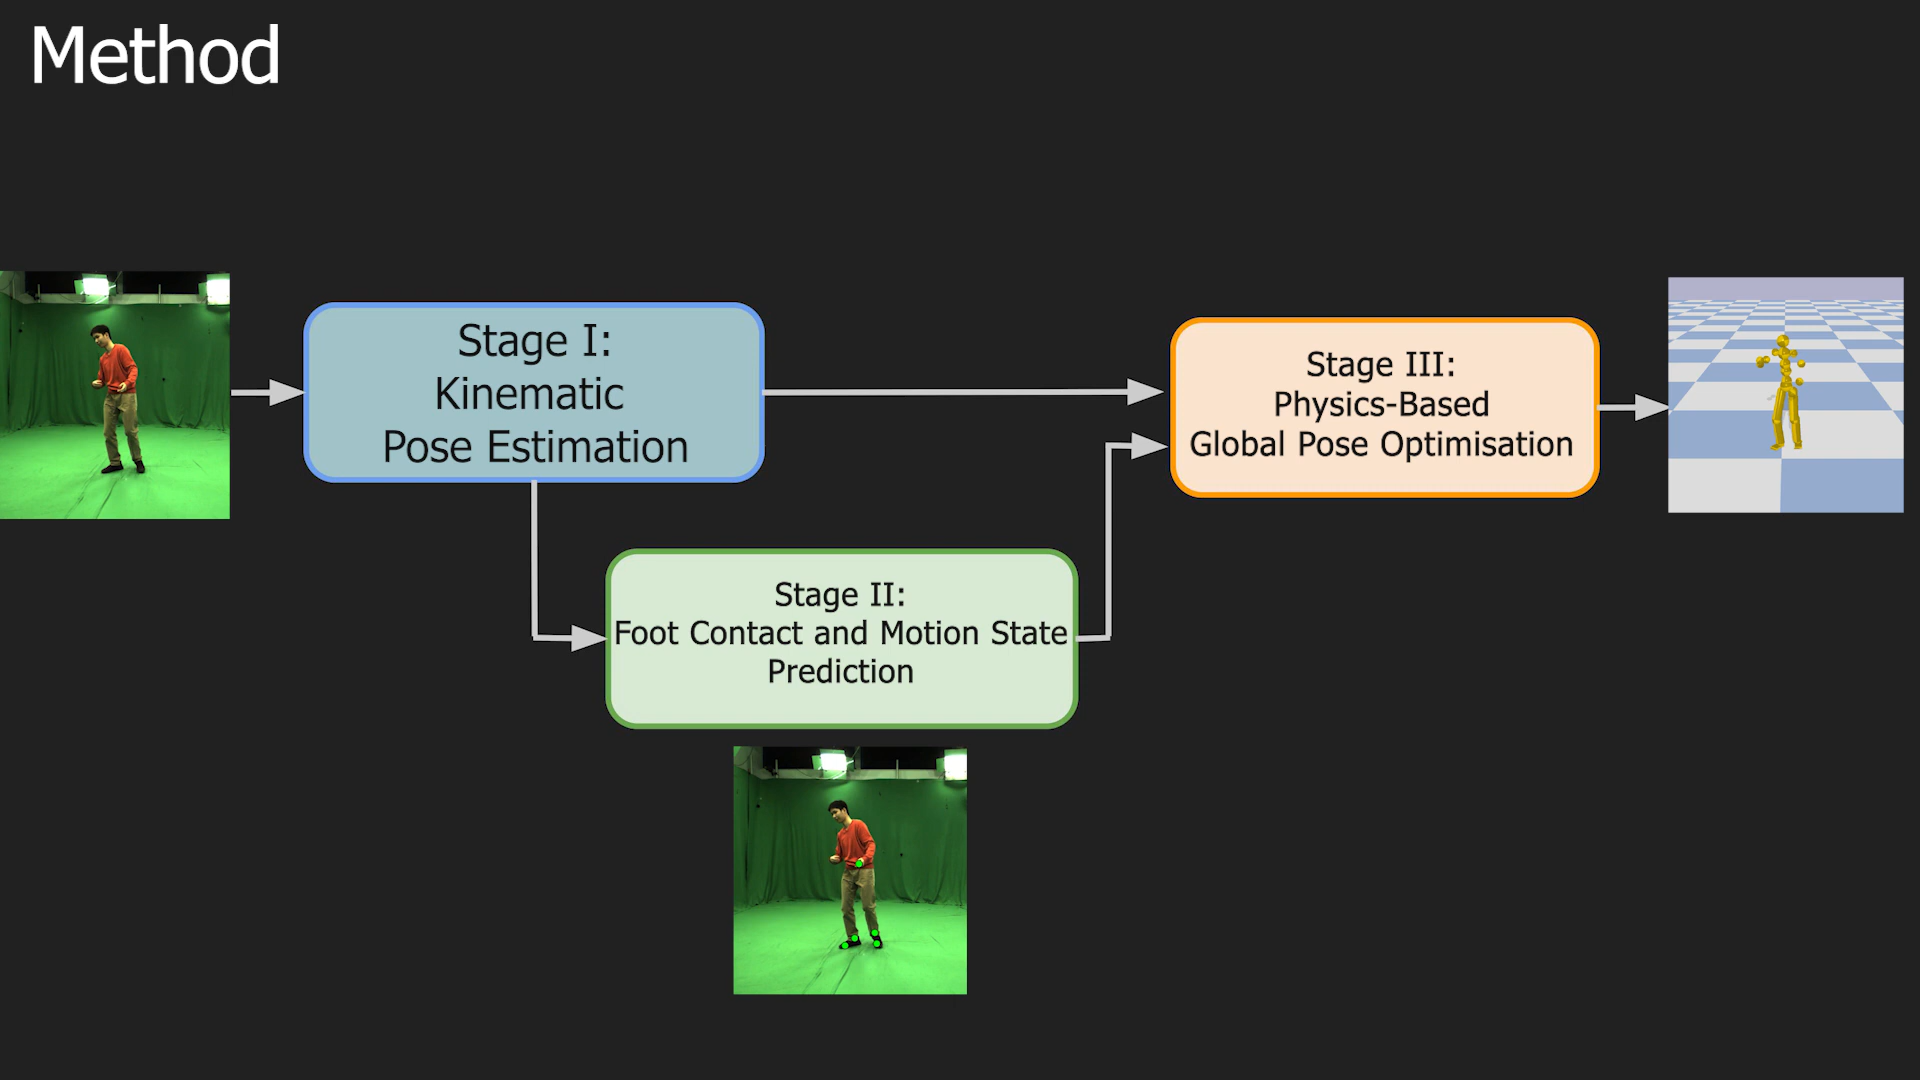 Method
Stage I:
Kinematic
Pose Estimation
Stage II:
Foot Contact and Motion State
Prediction
Stage III:
Physics-Based
Global Pose Optimisation